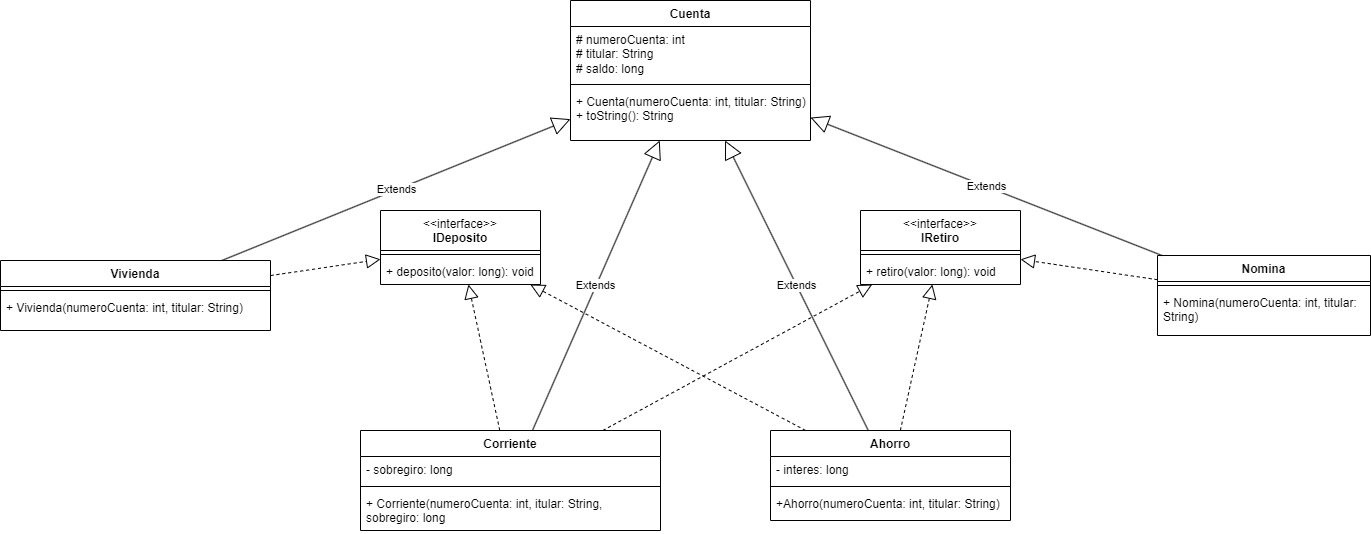 Cuenta
# numeroCuenta: int
# titular: String
# saldo: long
+ Cuenta(numeroCuenta: int, titular: String)
+ toString(): String
Extends
Extends
<<interface>>
IDeposito
+ deposito(valor: long): void
<<interface>>
IRetiro
+ retiro(valor: long): void
Vivienda
+ Vivienda(numeroCuenta: int, titular: String)
Nomina
+ Nomina(numeroCuenta: int, titular:
String)
Extends
Extends
Corriente
- sobregiro: long
+ Corriente(numeroCuenta: int, itular: String,
sobregiro: long
Ahorro
- interes: long
+Ahorro(numeroCuenta: int, titular: String)